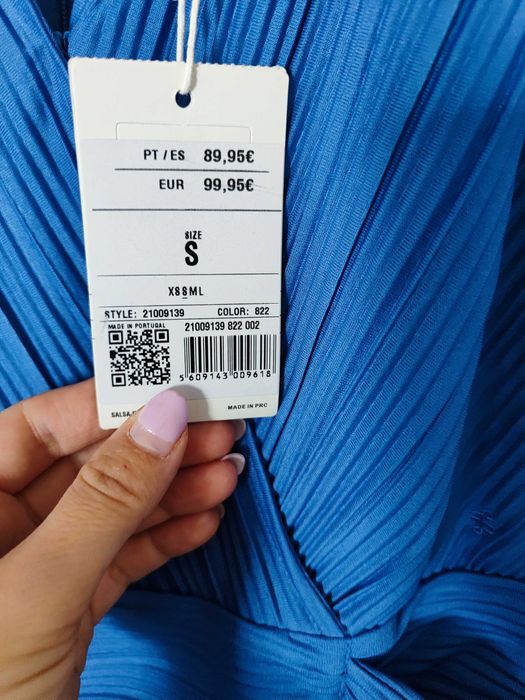 PT / ES 89,95€
EUR 99,95€
SIZE
S
XS S M L
STYLE: 21009139 COLOR: 822
MADE IN PORTUGAL 21009139 822 002
5 609143 009618
MADE IN PRC